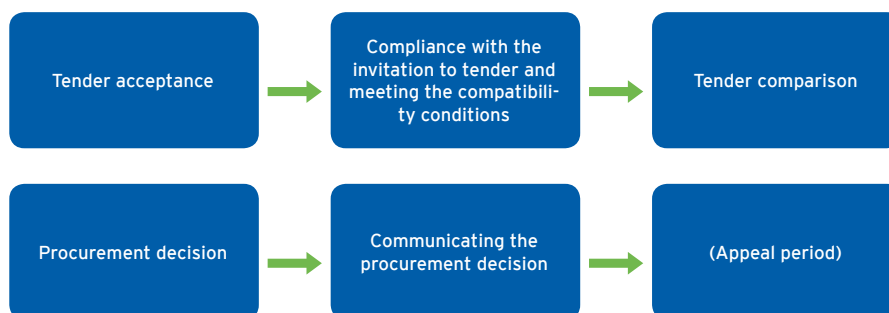 Tender acceptance
Compliance with the
invitation to tender and
meeting the compatibili-
ty conditions
Tender comparison
Procurement decision
Communicating the
procurement decision
(Appeal period)